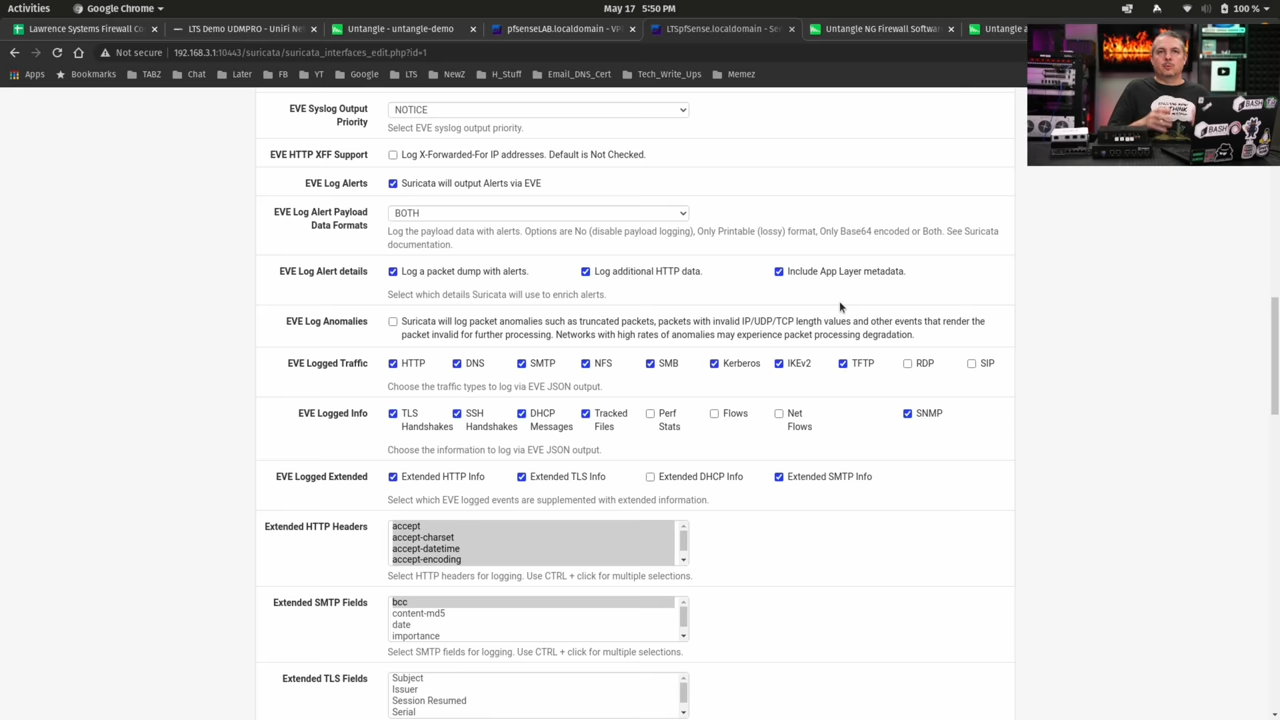 Activities
Google Chrome
May 17 5:50 PM
100 %
Lawrence Systems Firewall C
LTS Demo UDMPRO - UniFi Ne
Untangle - untangle-demo
pfsenseLAB.localdomain - VP
LTSpfSense.localdomain - Se
Untangle NG Firewall Softwa
Untangle a
Not secure 192.168.3.1:10443/suricata/suricata_interfaces_edit.php?id=1
Apps Bookmarks TABZ Chat Later FB YT Google LTS NewZ H_Stuff Email_DNS_Cert Tech_Write_Ups Memez
EVE Syslog Output
Priority
NOTICE
Select EVE syslog output priority.
EVE HTTP XFF Support Log X-Forwarded-For IP addresses. Default is Not Checked.
EVE Log Alerts Suricata will output Alerts via EVE
EVE Log Alert Payload
Data Formats
BOTH
Log the payload data with alerts. Options are No (disable payload logging), Only Printable (lossy) format, Only Base64 encoded or Both. See Suricata
documentation.
EVE Log Alert details Log a packet dump with alerts. Log additional HTTP data. Include App Layer metadata.
Select which details Suricata will use to enrich alerts.
EVE Log Anomalies Suricata will log packet anomalies such as truncated packets, packets with invalid IP/UDP/TCP length values and other events that render the
packet invalid for further processing. Networks with high rates of anomalies may experience packet processing degradation.
EVE Logged Traffic HTTP DNS SMTP NFS SMB Kerberos IKEv2 TFTP RDP SIP
Choose the traffic types to log via EVE JSON output.
EVE Logged Info TLS Handshakes SSH Handshakes DHCP Messages Tracked Files Perf Stats Flows Net Flows SNMP
Choose the information to log via EVE JSON output.
EVE Logged Extended Extended HTTP Info Extended TLS Info Extended DHCP Info Extended SMTP Info
Select which EVE logged events are supplemented with extended information.
Extended HTTP Headers
accept
accept-charset
accept-datetime
accept-encoding
Select HTTP headers for logging. Use CTRL + click for multiple selections.
Extended SMTP Fields
bcc
content-md5
date
importance
Select SMTP fields for logging. Use CTRL + click for multiple selections.
Extended TLS Fields
Subject
Issuer
Session Resumed
Serial
THINK
BASH
BASH